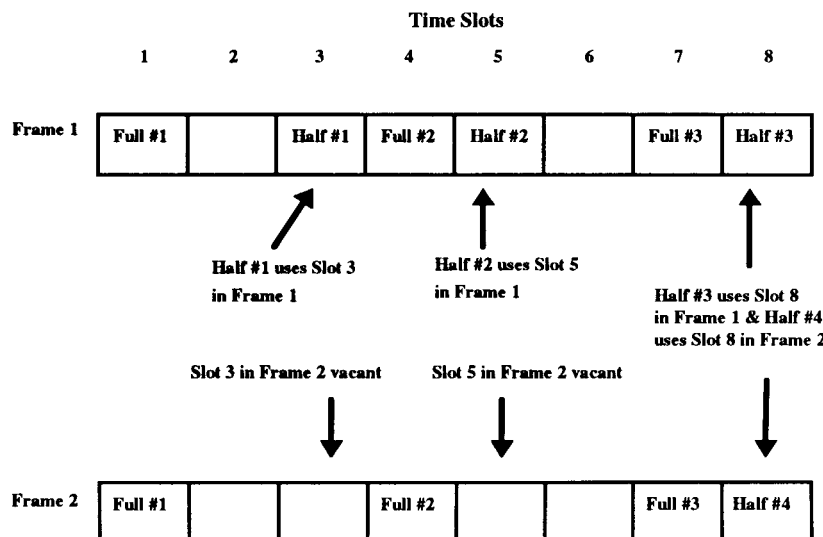 Time Slots
1 2 3 4 5 6 7 8
Frame 1 Full #1 Half #1 Full #2 Half #2 Full #3 Half #3
Half #1 uses Slot 3
in Frame 1
Half #2 uses Slot 5
in Frame 1
Half #3 uses Slot 8
in Frame 1 & Half #4
uses Slot 8 in Frame 2
Slot 3 in Frame 2 vacant
Slot 5 in Frame 2 vacant
Frame 2 Full #1 Full #2 Full #3 Half #4